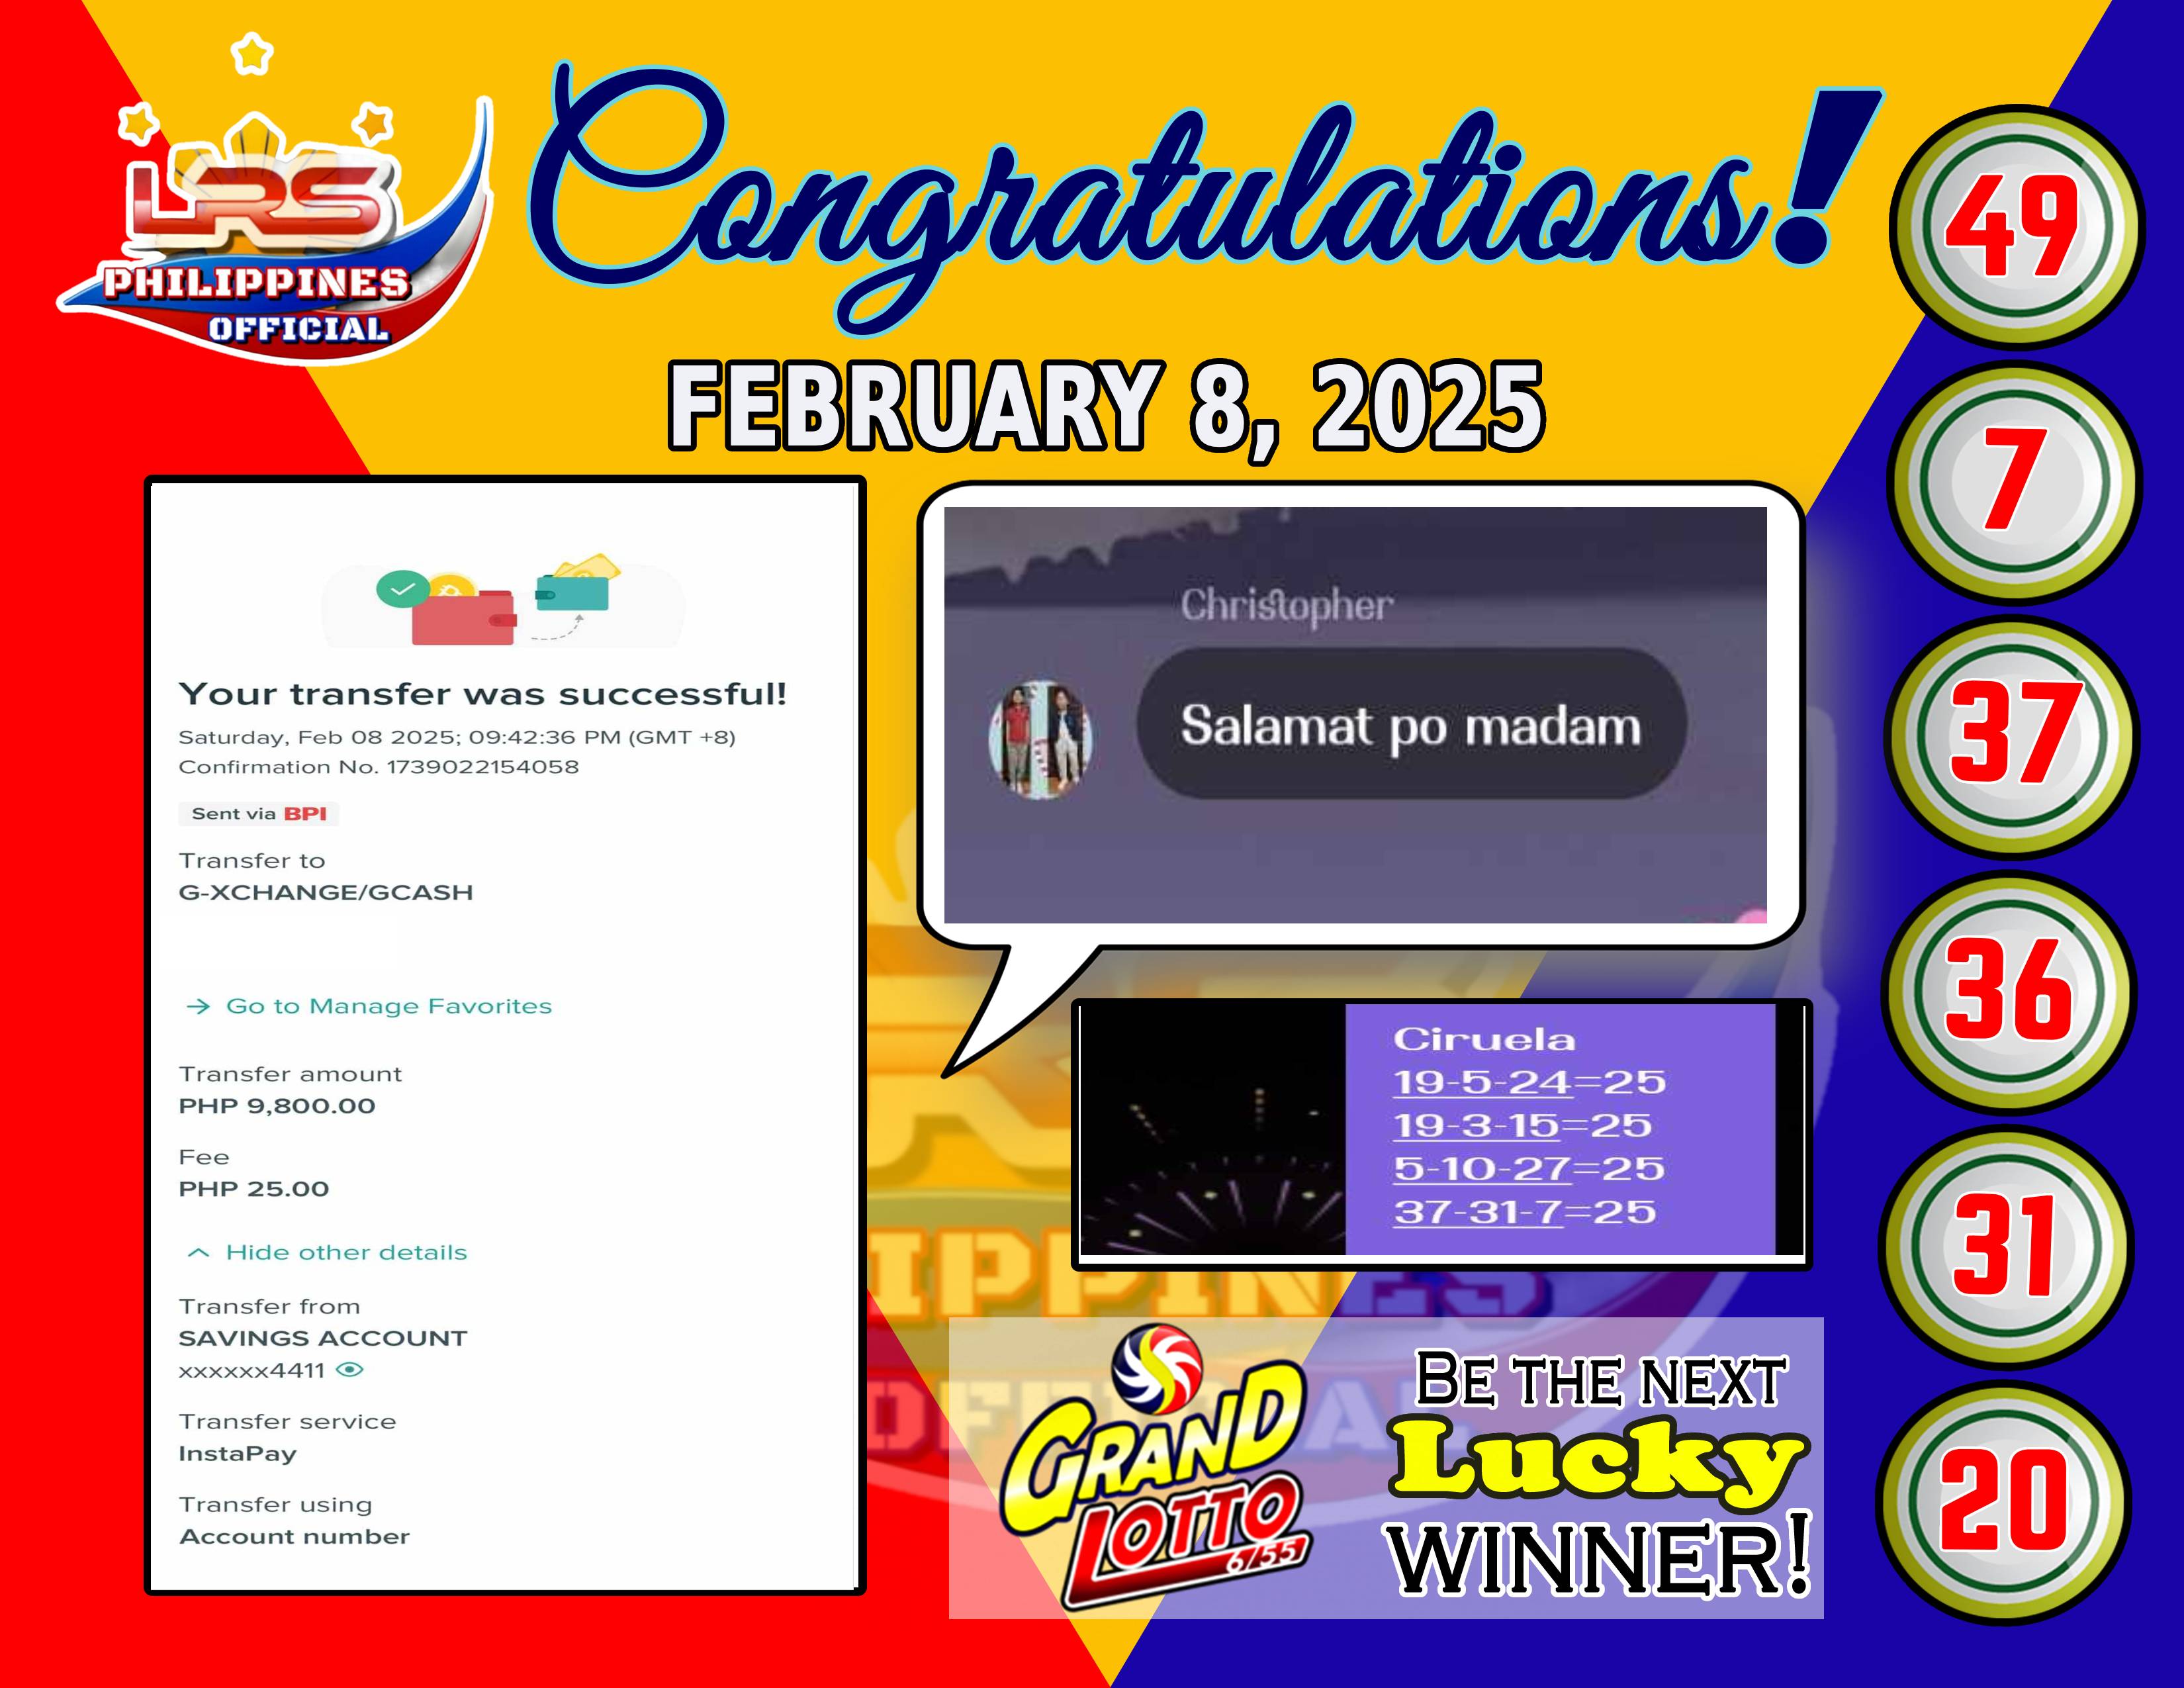 LRS
PHILIPPINES
OFFICIAL
Congratulations!
FEBRUARY 8, 2025
Your transfer was successful!
Saturday, Feb 08 2025; 09:42:36 PM (GMT +8)
Confirmation No. 1739022154058
Sent via BPI
Transfer to
G-XCHANGE/GCASH
→ Go to Manage Favorites
Transfer amount
PHP 9,800.00
Fee
PHP 25.00
Hide other details
Transfer from
SAVINGS ACCOUNT
xxxxxx4411
Transfer service
InstaPay
Transfer using
Account number
Christopher
Salamat po madam
Ciruela
19-5-24=25
19-3-15=25
5-10-27=25
37-31-7=25
GRAND
LOTTO
6/55
BE THE NEXT
Lucky
WINNER!
49
7
37
36
31
20